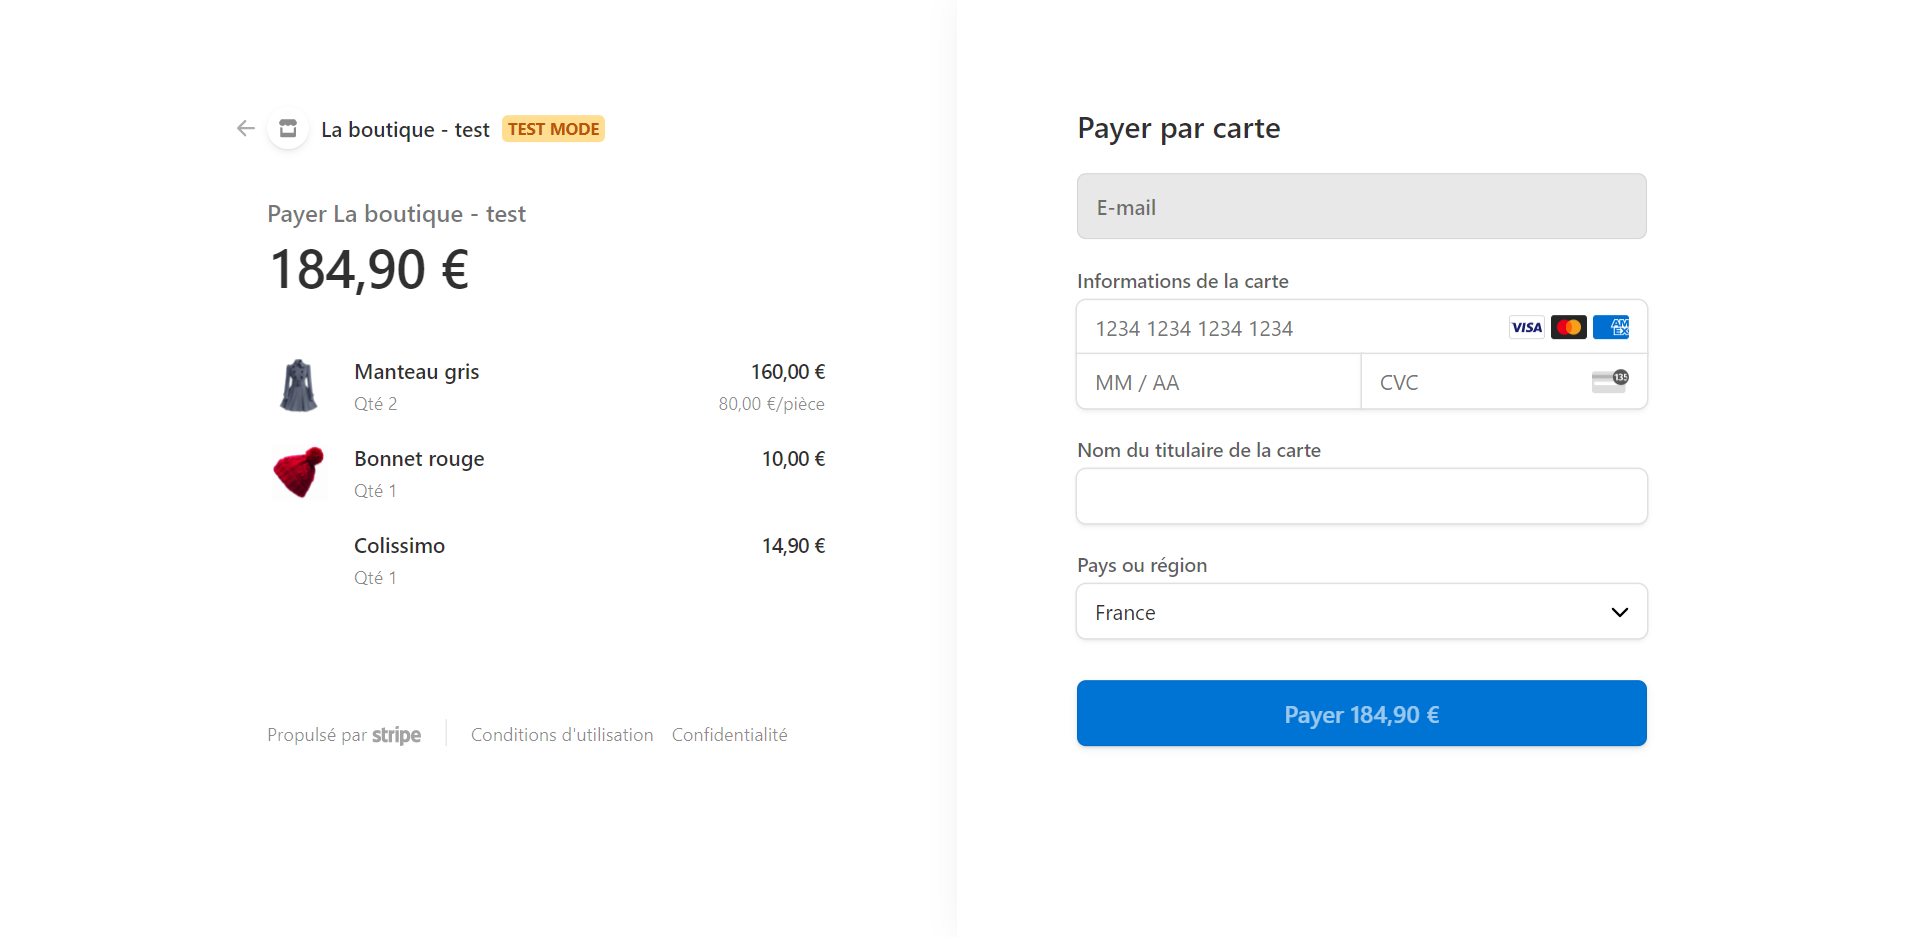 La boutique - test TEST MODE
Payer La boutique - test
184,90 €
Manteau gris 160,00 €
Qté 2 80,00 €/pièce
Bonnet rouge 10,00 €
Qté 1
Colissimo 14,90 €
Qté 1
Propulsé par stripe Conditions d'utilisation Confidentialité
Payer par carte
E-mail
Informations de la carte
1234 1234 1234 1234 VISA AM EX
MM / AA CVC 135
Nom du titulaire de la carte
Pays ou région
France
Payer 184,90 €